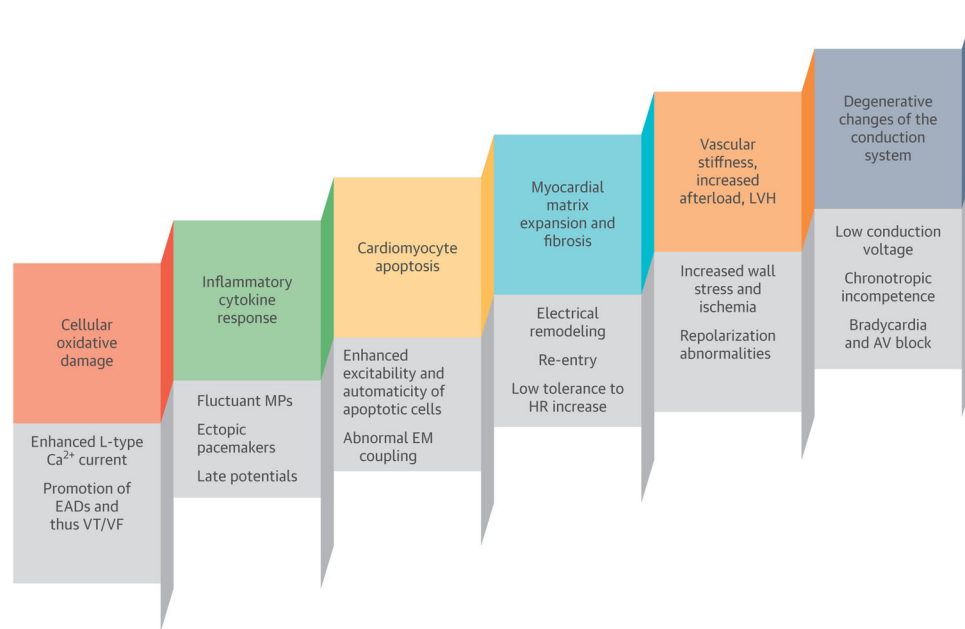 Cellular
oxidative
damage
Enhanced L-type
Ca²⁺ current
Promotion of
EADs and
thus VT/VF
Inflammatory
cytokine
response
Fluctuant MPs
Ectopic
pacemakers
Late potentials
Cardiomyocyte
apoptosis
Enhanced
excitability and
automaticity of
apoptotic cells
Abnormal EM
coupling
Myocardial
matrix
expansion and
fibrosis
Electrical
remodeling
Re-entry
Low tolerance to
HR increase
Vascular
stiffness,
increased
afterload, LVH
Increased wall
stress and
ischemia
Repolarization
abnormalities
Degenerative
changes of the
conduction
system
Low conduction
voltage
Chronotropic
incompetence
Bradycardia
and AV block